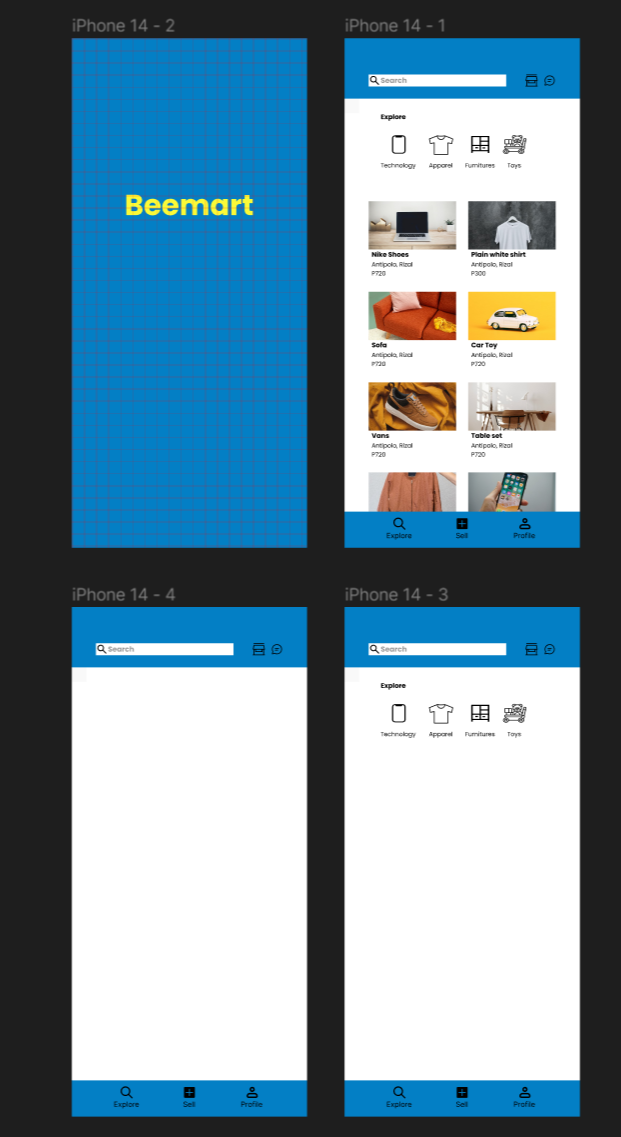 iPhone 14 - 2
Beemart
iPhone 14 - 1
Search
Explore
Technology Apparel Furnitures Toys
Nike Shoes
Antipolo, Rizal
P720
Plain white shirt
Antipolo, Rizal
P300
Sofa
Antipolo, Rizal
P720
Car Toy
Antipolo, Rizal
P720
Vans
Antipolo, Rizal
P720
Table set
Antipolo, Rizal
P720
Explore Sell Profile
iPhone 14 - 4
Search
Explore Sell Profile
iPhone 14 - 3
Search
Explore
Technology Apparel Furnitures Toys
Explore Sell Profile